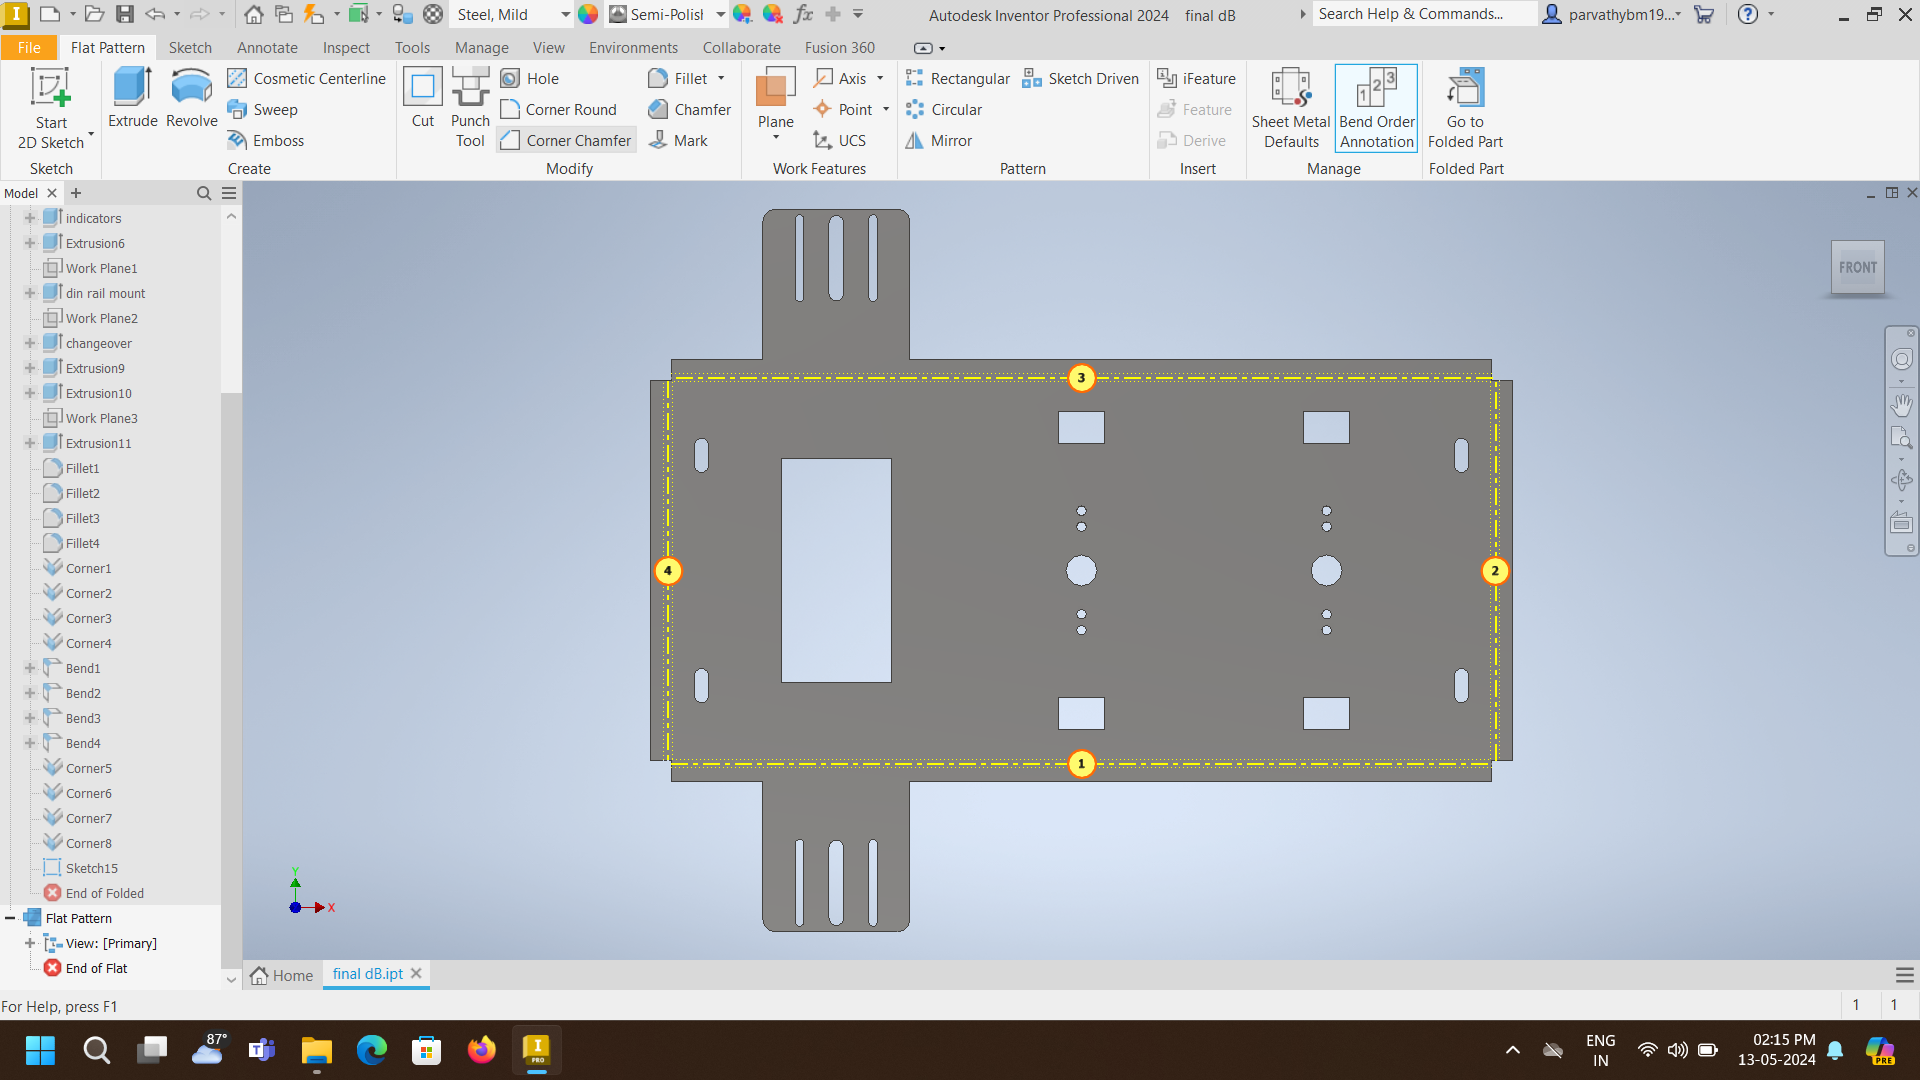 Steel, Mild
Semi-Polish
fx
Autodesk Inventor Professional 2024 final dB
Search Help & Commands...
parvathybm19...
File
Flat Pattern
Sketch
Annotate
Inspect
Tools
Manage
View
Environments
Collaborate
Fusion 360
Start
2D Sketch
Sketch
Extrude
Revolve
Cosmetic Centerline
Sweep
Emboss
Create
Cut
Punch
Tool
Hole
Corner Round
Corner Chamfer
Fillet
Chamfer
Mark
Modify
Plane
Axis
Point
UCS
Work Features
Rectangular
Circular
Mirror
Sketch Driven
Pattern
iFeature
Feature
Derive
Insert
Sheet Metal
Defaults
Bend Order
Annotation
Manage
Go to
Folded Part
Folded Part
Model
indicators
Extrusion6
Work Plane1
din rail mount
Work Plane2
changeover
Extrusion9
Extrusion10
Work Plane3
Extrusion11
Fillet1
Fillet2
Fillet3
Fillet4
Corner1
Corner2
Corner3
Corner4
Bend1
Bend2
Bend3
Bend4
Corner5
Corner6
Corner7
Corner8
Sketch15
End of Folded
Flat Pattern
View: [Primary]
End of Flat
FRONT
3
4
2
1
Y
X
Home
final dB.ipt
For Help, press F1
1 1
87°
ENG
IN
02:15 PM
13-05-2024
PRE
I
PRO